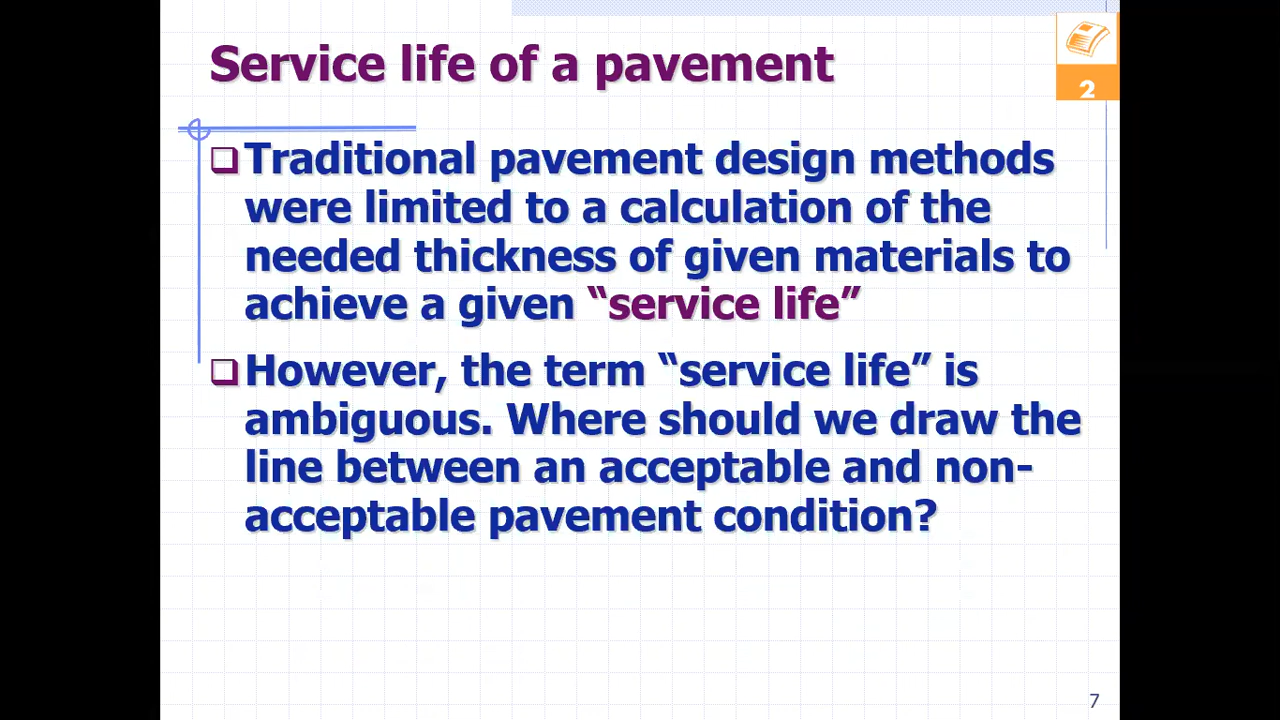 Service life of a pavement
2
Traditional pavement design methods
were limited to a calculation of the
needed thickness of given materials to
achieve a given “service life”
However, the term “service life” is
ambiguous. Where should we draw the
line between an acceptable and non-
acceptable pavement condition?
7